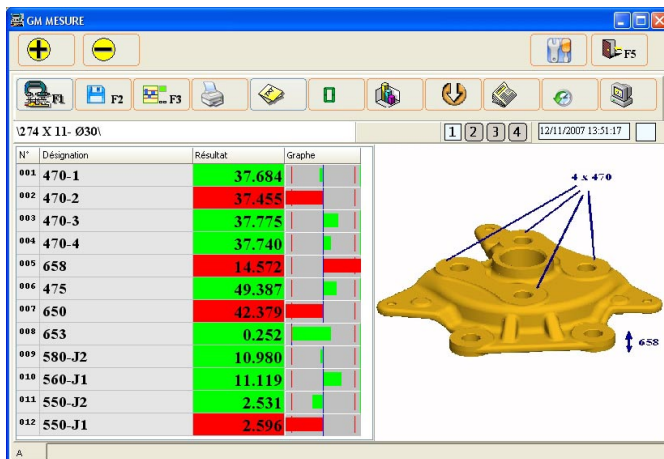 GM MESURE
F5
F1
F2
F3
\274 X 11- Ø30\
1 2 3 4
12/11/2007 13:51:17
N° Désignation Résultat Graphe
001 470-1 37.684
002 470-2 37.455
003 470-3 37.775
004 470-4 37.740
005 658 14.572
006 475 49.387
007 650 42.379
008 653 0.252
009 580-J2 10.980
010 560-J1 11.119
011 550-J2 2.531
012 550-J1 2.596
4 x 470
658
A